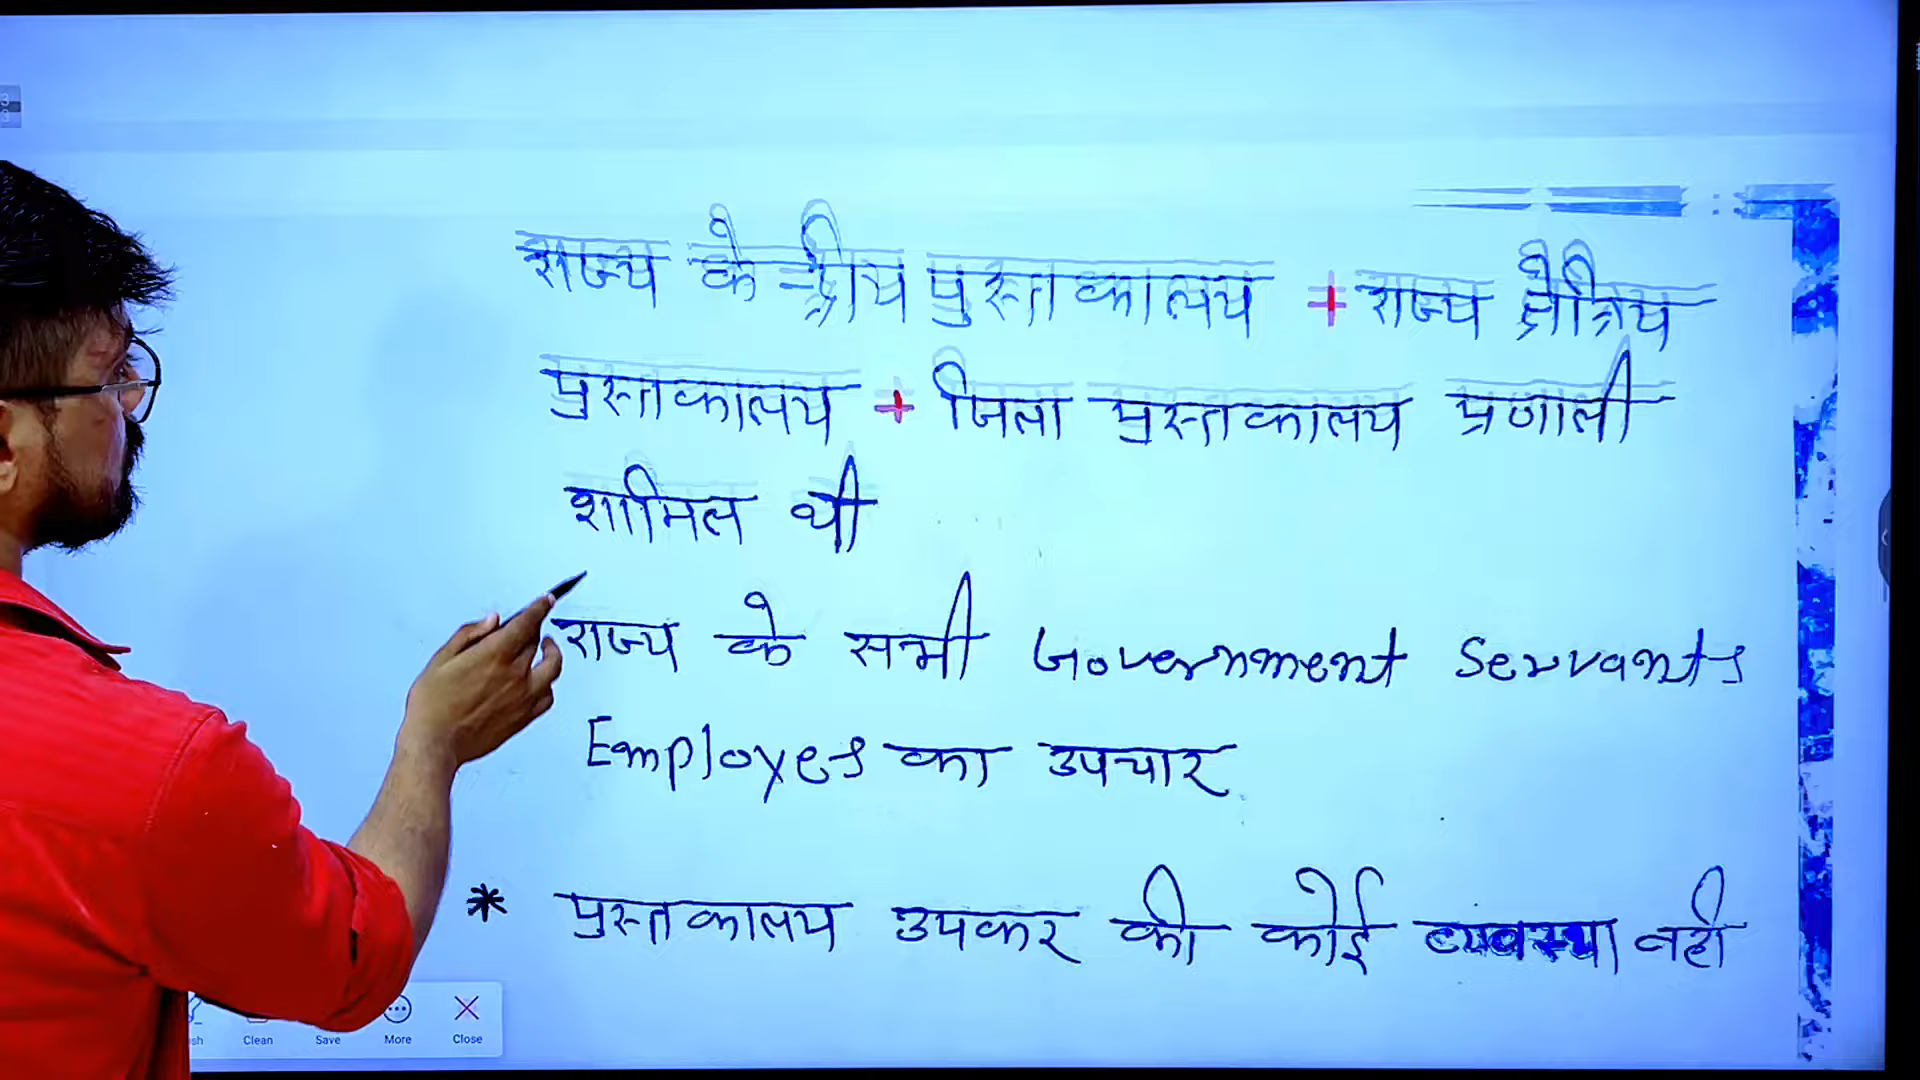 राज्य केन्द्रीय पुस्तकालय + राज्य क्षेत्रिय
पुस्तकालय + जिला पुस्तकालय प्रणाली
शामिल थी
राज्य के सभी Government Servants
Employes का उपचार
* पुस्तकालय उपकर की कोई व्यवस्था नही
Clean Save More Close